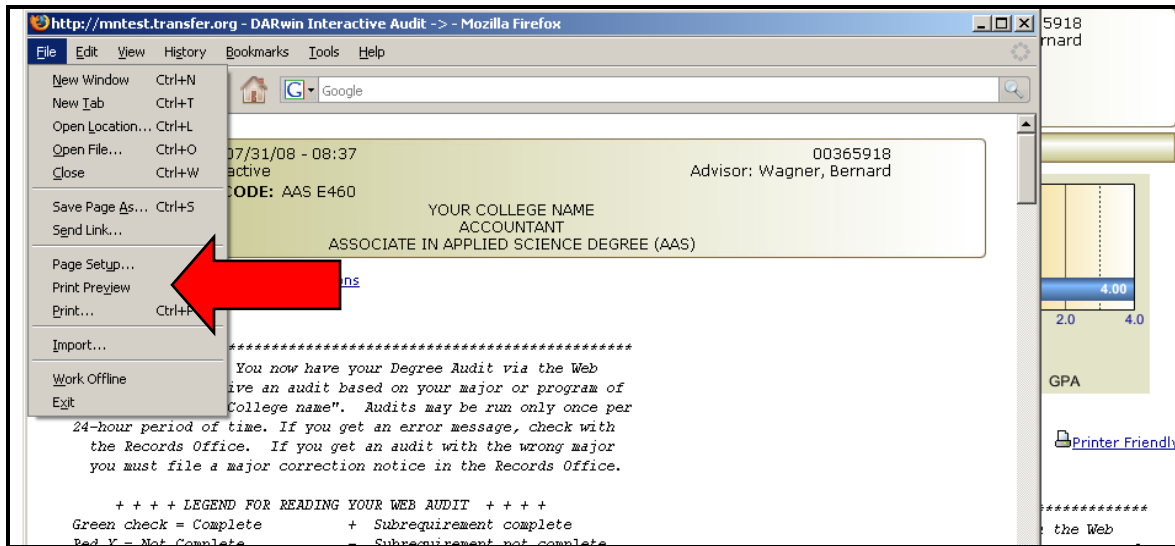 http://mntest.transfer.org - DARwin Interactive Audit -> - Mozilla Firefox
File Edit View History Bookmarks Tools Help
New Window Ctrl+N
New Tab Ctrl+T
Open Location... Ctrl+L
Open File... Ctrl+O
Close Ctrl+W
Save Page As... Ctrl+S
Send Link...
Page Setup...
Print Preview
Print...
Import...
Work Offline
Exit
G Google
07/31/08 - 08:37 00365918
active Advisor: Wagner, Bernard
CODE: AAS E460
YOUR COLLEGE NAME
ACCOUNTANT
ASSOCIATE IN APPLIED SCIENCE DEGREE (AAS)
ns
***********************************************
You now have your Degree Audit via the Web
ive an audit based on your major or program of
College name". Audits may be run only once per
24-hour period of time. If you get an error message, check with
the Records Office. If you get an audit with the wrong major
you must file a major correction notice in the Records Office.
+ + + + LEGEND FOR READING YOUR WEB AUDIT + + + +
Green check = Complete + Subrequirement complete
Red X = Not Complete - Subrequirement not complete
5918
rnard
4.00
2.0 4.0
GPA
Printer Friendly
*************
the Web